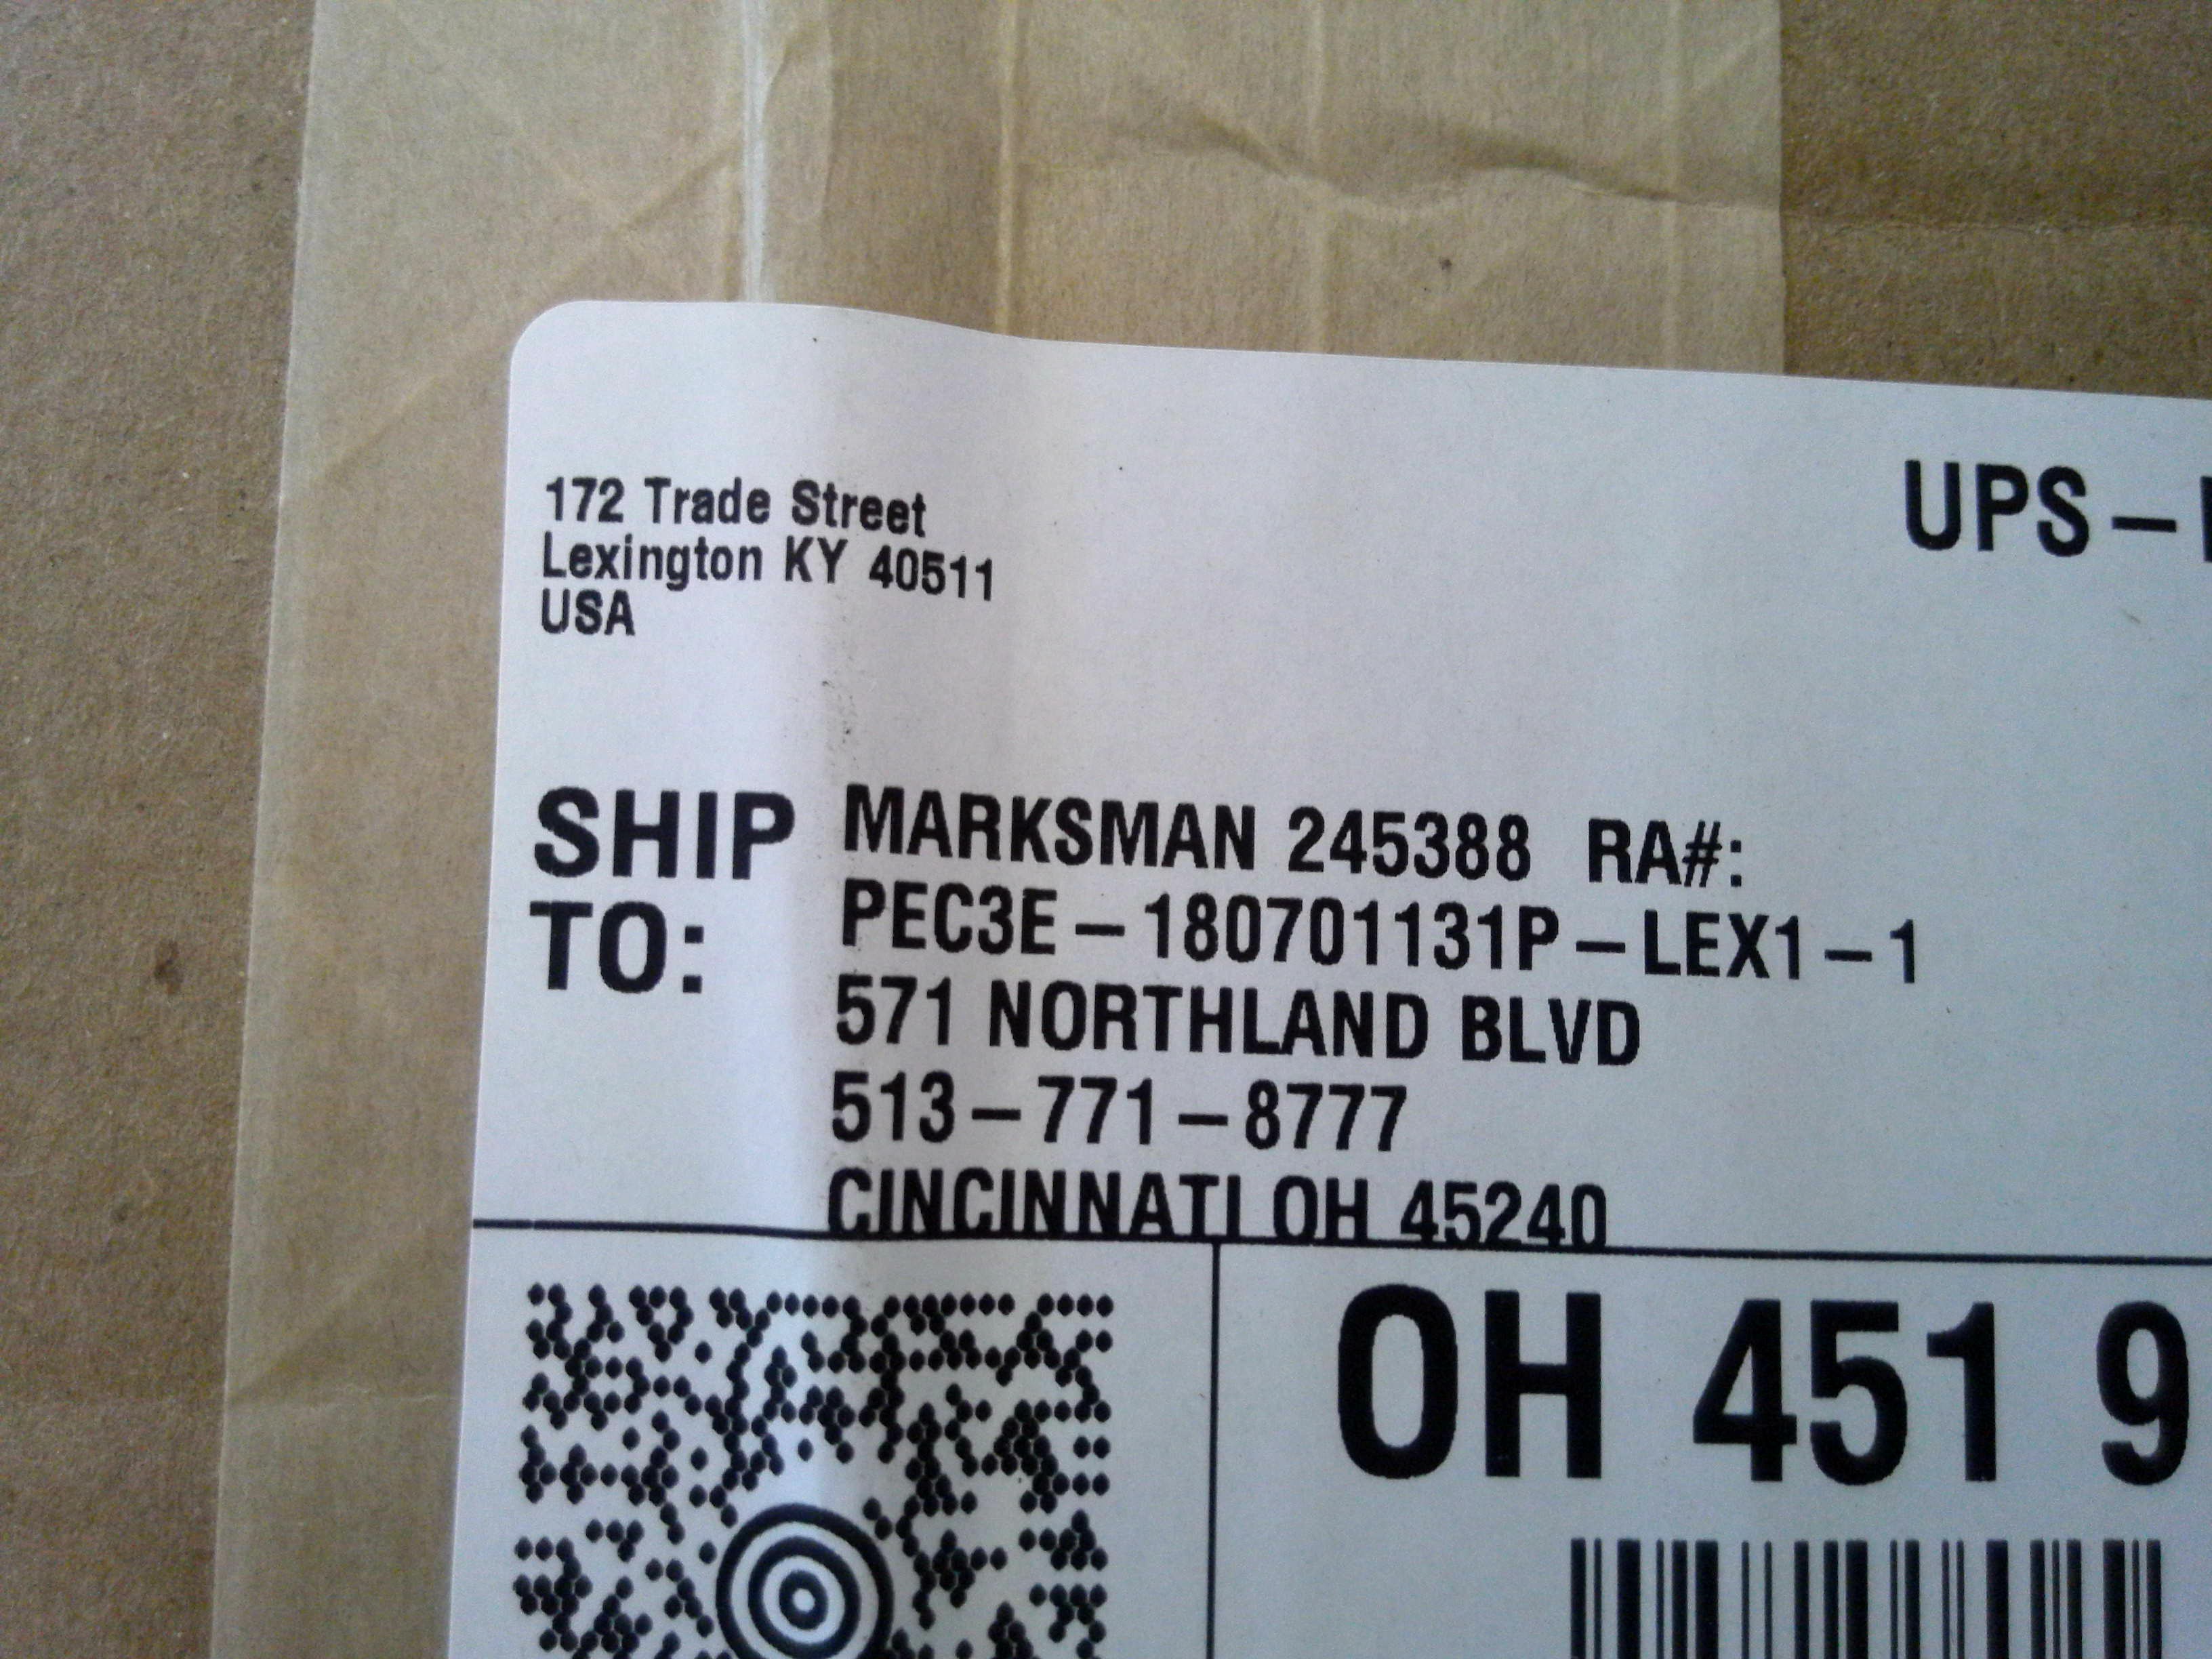 172 Trade Street
Lexington KY 40511
USA
UPS –
SHIP TO:
MARKSMAN 245388 RA#:
PEC3E – 180701131P – LEX1 – 1
571 NORTHLAND BLVD
513 – 771 – 8777
CINCINNATI OH 45240
OH 451 9